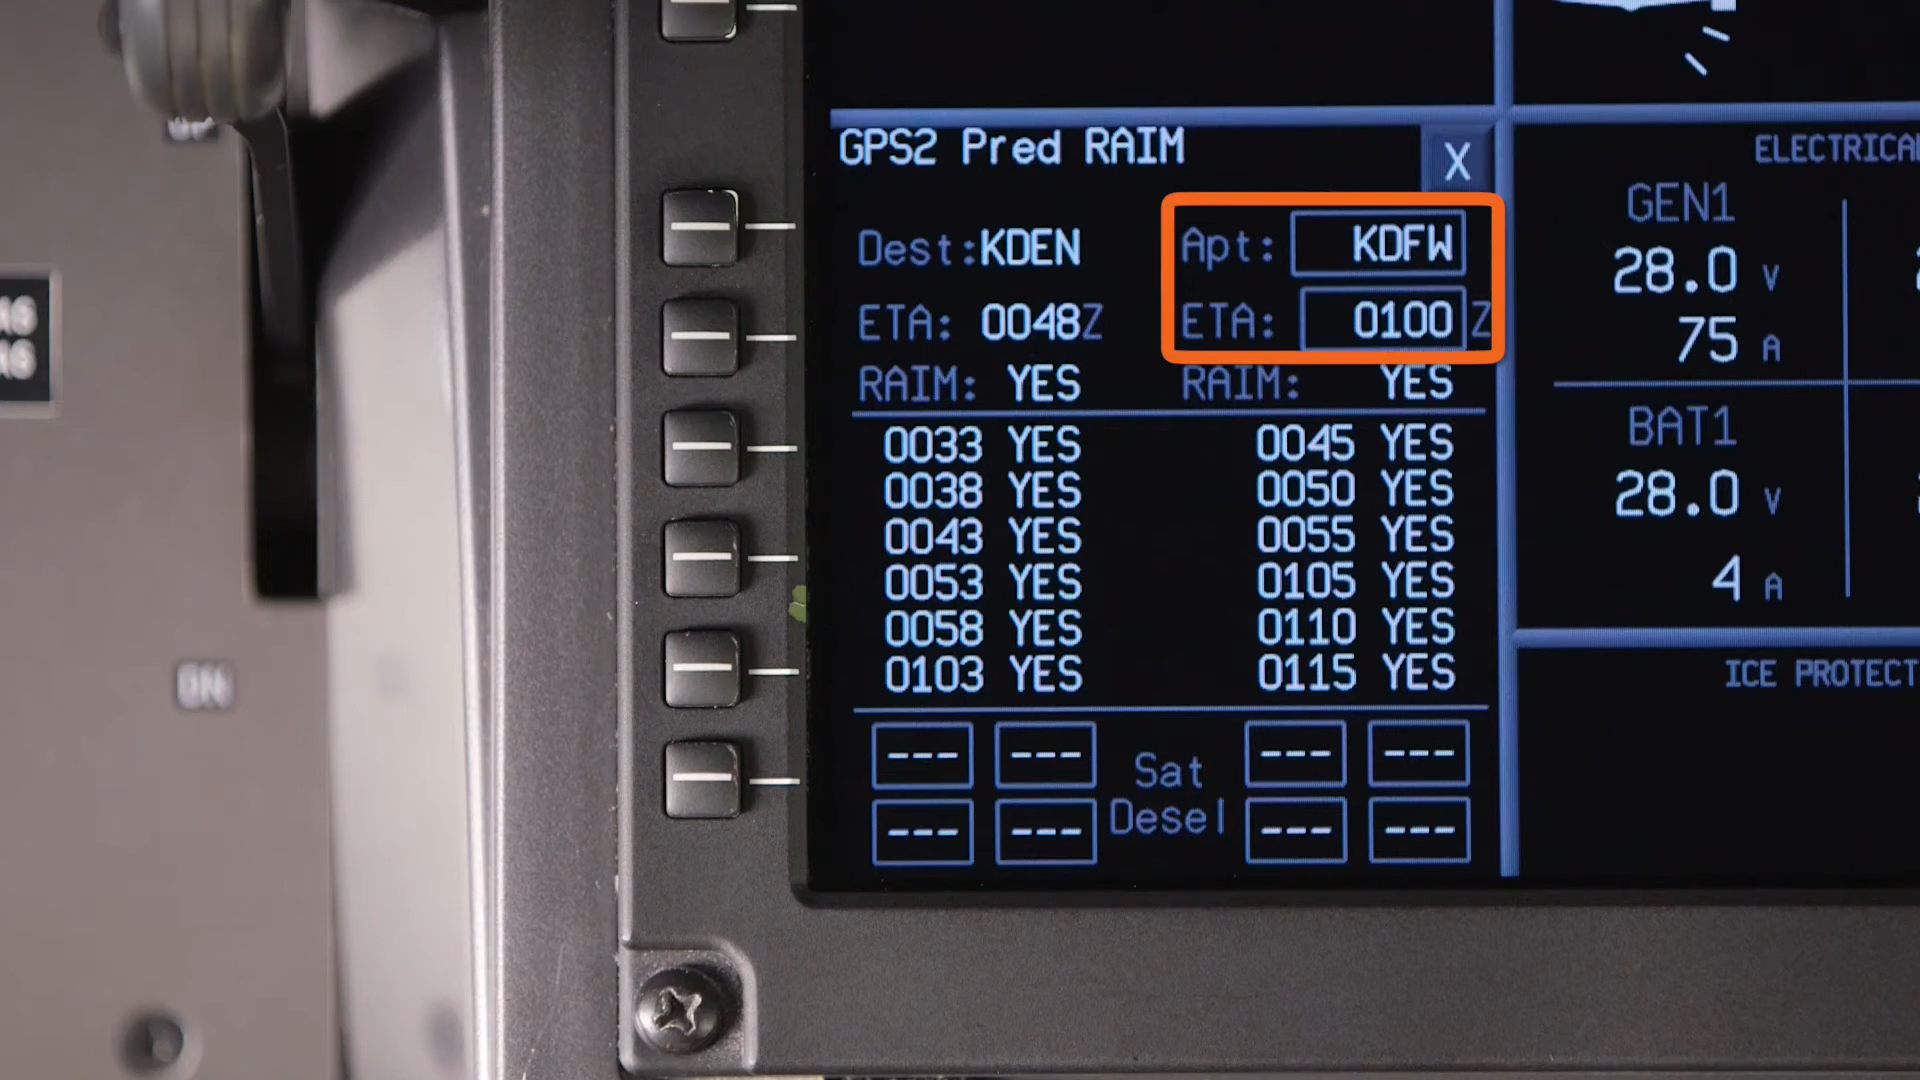 GPS2 Pred RAIM X
Dest:KDEN Apt: KDFW
ETA: 0048Z ETA: 0100 Z
RAIM: YES RAIM: YES
0033 YES 0045 YES
0038 YES 0050 YES
0043 YES 0055 YES
0053 YES 0105 YES
0058 YES 0110 YES
0103 YES 0115 YES
--- --- Sat --- ---
--- --- Desel --- ---
ELECTRICAL
GEN1
28.0 V
75 A
BAT1
28.0 V
4 A
ICE PROTECT
ON